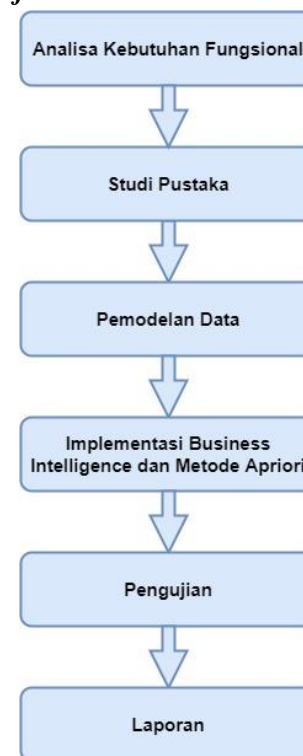 Analisa Kebutuhan Fungsional
Studi Pustaka
Pemodelan Data
Implementasi Business
Intelligence dan Metode Apriori
Pengujian
Laporan